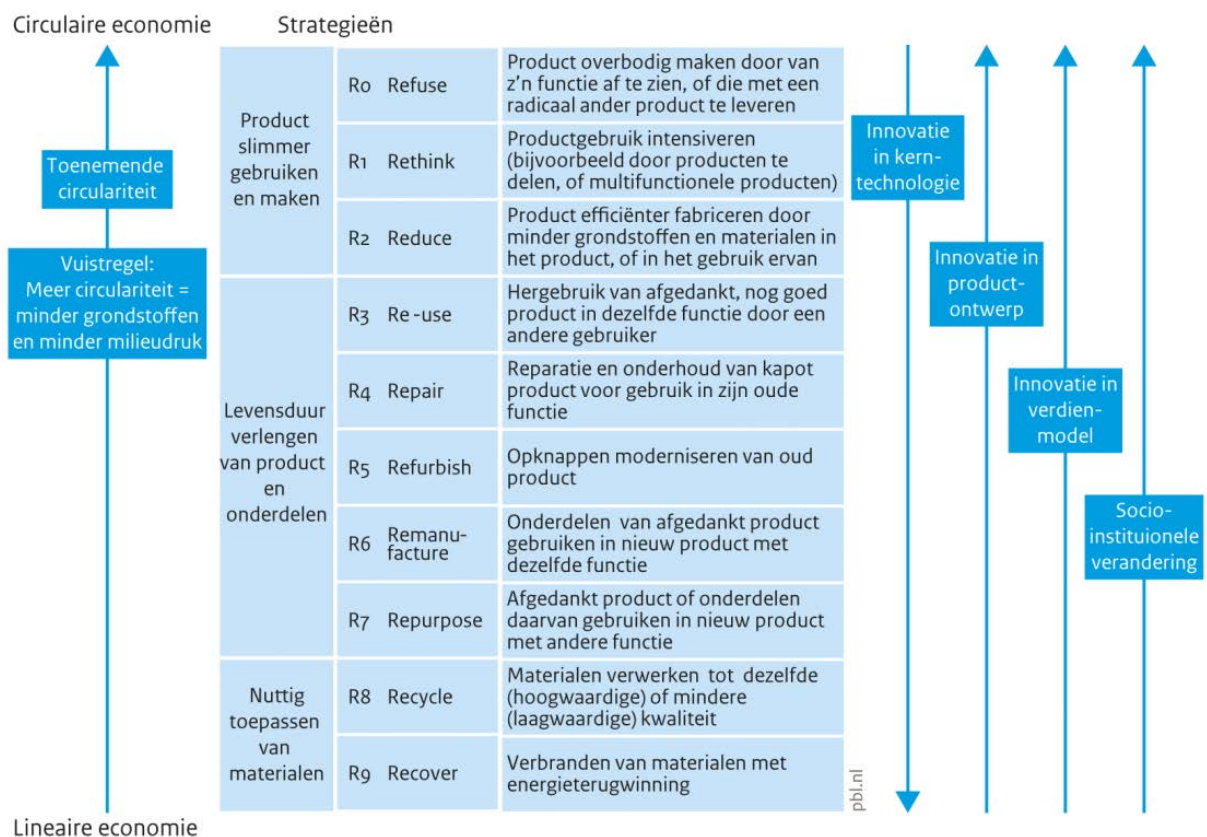 Circulaire economie
Strategieën
Toenemende
circulariteit
Vuistregel:
Meer circulariteit =
minder grondstoffen
en minder milieudruk
Lineaire economie
Product
slimmer
gebruiken
en maken
R0 Refuse
Product overbodig maken door van
z'n functie af te zien, of die met een
radicaal ander product te leveren
R1 Rethink
Productgebruik intensiveren
(bijvoorbeeld door producten te
delen, of multifunctionele producten)
R2 Reduce
Product efficiënter fabriceren door
minder grondstoffen en materialen in
het product, of in het gebruik ervan
Levensduur
verlengen
van product
en
onderdelen
R3 Re-use
Hergebruik van afgedankt, nog goed
product in dezelfde functie door een
andere gebruiker
R4 Repair
Reparatie en onderhoud van kapot
product voor gebruik in zijn oude
functie
R5 Refurbish
Opknappen moderniseren van oud
product
R6 Remanu-
facture
Onderdelen van afgedankt product
gebruiken in nieuw product met
dezelfde functie
R7 Repurpose
Afgedankt product of onderdelen
daarvan gebruiken in nieuw product
met andere functie
Nuttig
toepassen
van
materialen
R8 Recycle
Materialen verwerken tot dezelfde
(hoogwaardige) of mindere
(laagwaardige) kwaliteit
R9 Recover
Verbranden van materialen met
energieterugwinning
pbl.nl
Innovatie
in kern-
technologie
Innovatie in
product-
ontwerp
Innovatie in
verdien-
model
Socio-
instituionele
verandering